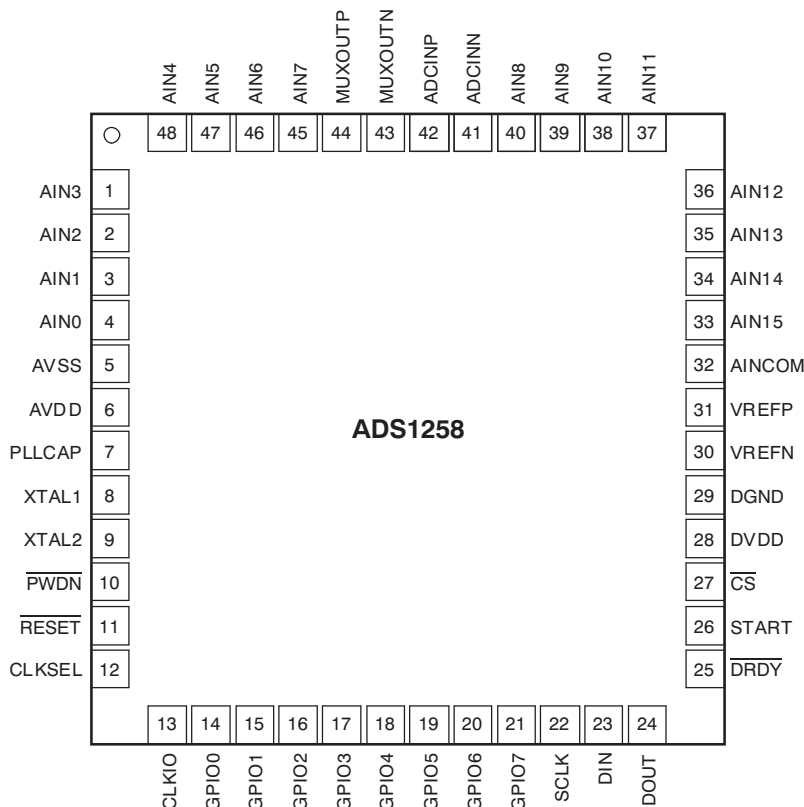 AIN4 AIN5 AIN6 AIN7 MUXOUTP MUXOUTN ADCINP ADCINN AIN8 AIN9 AIN10 AIN11
48 47 46 45 44 43 42 41 40 39 38 37
AIN3 1 36 AIN12
AIN2 2 35 AIN13
AIN1 3 34 AIN14
AIN0 4 33 AIN15
AVSS 5 32 AINCOM
AVDD 6 31 VREFP
ADS1258
PLLCAP 7 30 VREFN
XTAL1 8 29 DGND
XTAL2 9 28 DVDD
PWDN 10 27 CS
RESET 11 26 START
CLKSEL 12 25 DRDY
13 14 15 16 17 18 19 20 21 22 23 24
CLKIO GPIO0 GPIO1 GPIO2 GPIO3 GPIO4 GPIO5 GPIO6 GPIO7 SCLK DIN DOUT